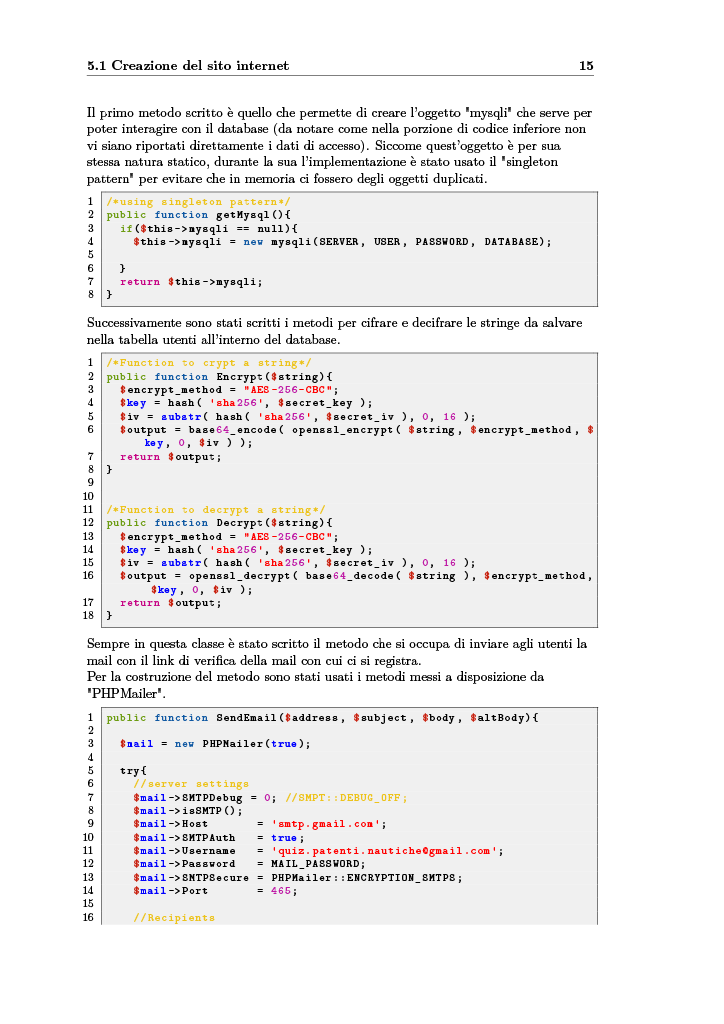 5.1 Creazione del sito internet 15
Il primo metodo scritto è quello che permette di creare l'oggetto "mysqli" che serve per
poter interagire con il database (da notare come nella porzione di codice inferiore non
vi siano riportati direttamente i dati di accesso). Siccome quest'oggetto è per sua
stessa natura statico, durante la sua l'implementazione è stato usato il "singleton
pattern" per evitare che in memoria ci fossero degli oggetti duplicati.
1 /*using singleton pattern*/
2 public function getMysql(){
3 if($this->mysqli == null){
4 $this->mysqli = new mysqli(SERVER, USER, PASSWORD, DATABASE);
5
6 }
7 return $this->mysqli;
8 }
Successivamente sono stati scritti i metodi per cifrare e decifrare le stringe da salvare
nella tabella utenti all'interno del database.
1 /*Function to crypt a string*/
2 public function Encrypt($string){
3 $encrypt_method = "AES-256-CBC";
4 $key = hash( 'sha256', $secret_key );
5 $iv = substr( hash( 'sha256', $secret_iv ), 0, 16 );
6 $output = base64_encode( openssl_encrypt( $string, $encrypt_method, $
key, 0, $iv ) );
7 return $output;
8 }
9
10
11 /*Function to decrypt a string*/
12 public function Decrypt($string){
13 $encrypt_method = "AES-256-CBC";
14 $key = hash( 'sha256', $secret_key );
15 $iv = substr( hash( 'sha256', $secret_iv ), 0, 16 );
16 $output = openssl_decrypt( base64_decode( $string ), $encrypt_method,
$key, 0, $iv );
17 return $output;
18 }
Sempre in questa classe è stato scritto il metodo che si occupa di inviare agli utenti la
mail con il link di verifica della mail con cui ci si registra.
Per la costruzione del metodo sono stati usati i metodi messi a disposizione da
"PHPMailer".
1 public function SendEmail($address, $subject, $body, $altBody){
2
3 $mail = new PHPMailer(true);
4
5 try{
6 //server settings
7 $mail->SMTPDebug = 0; //SMPT::DEBUG_OFF;
8 $mail->isSMTP();
9 $mail->Host = 'smtp.gmail.com';
10 $mail->SMTPAuth = true;
11 $mail->Username = 'quiz.patenti.nautiche@gmail.com';
12 $mail->Password = MAIL_PASSWORD;
13 $mail->SMTPSecure = PHPMailer::ENCRYPTION_SMTPS;
14 $mail->Port = 465;
15
16 //Recipients